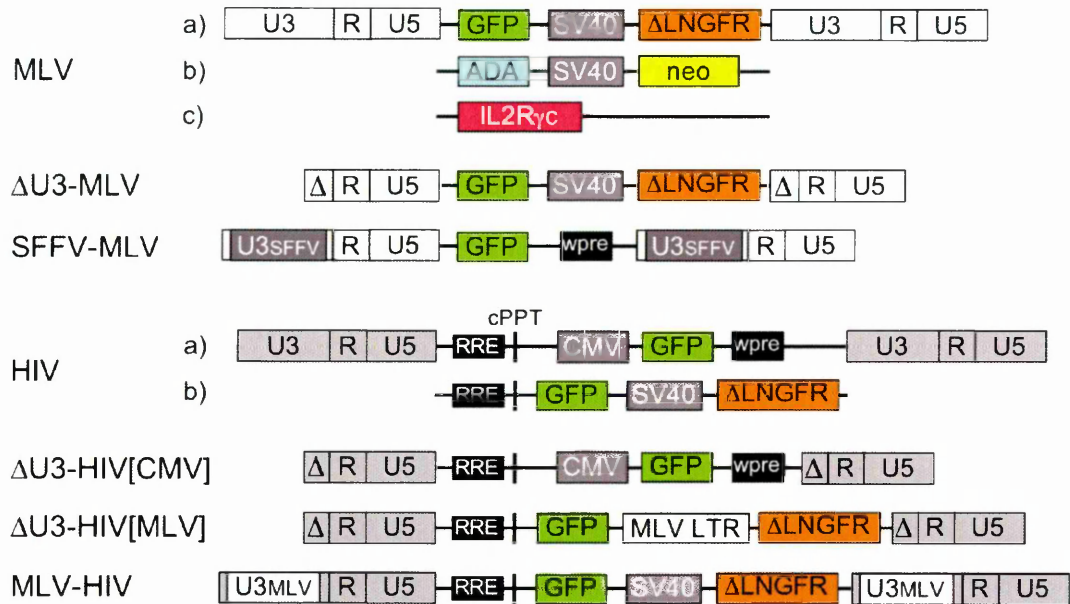 a) U3 R U5 GFP SV40 ΔLNGFR U3 R U5
MLV b) ADA SV40 neo
c) IL2Rγc
ΔU3-MLV Δ R U5 GFP SV40 ΔLNGFR Δ R U5
SFFV-MLV U3SFFV R U5 GFP wpre U3SFFV R U5
cPPT
HIV a) U3 R U5 RRE CMV GFP wpre U3 R U5
b) RRE GFP SV40 ΔLNGFR
ΔU3-HIV[CMV] Δ R U5 RRE CMV GFP wpre Δ R U5
ΔU3-HIV[MLV] Δ R U5 RRE GFP MLV LTR ΔLNGFR Δ R U5
MLV-HIV U3MLV R U5 RRE GFP SV40 ΔLNGFR U3MLV R U5